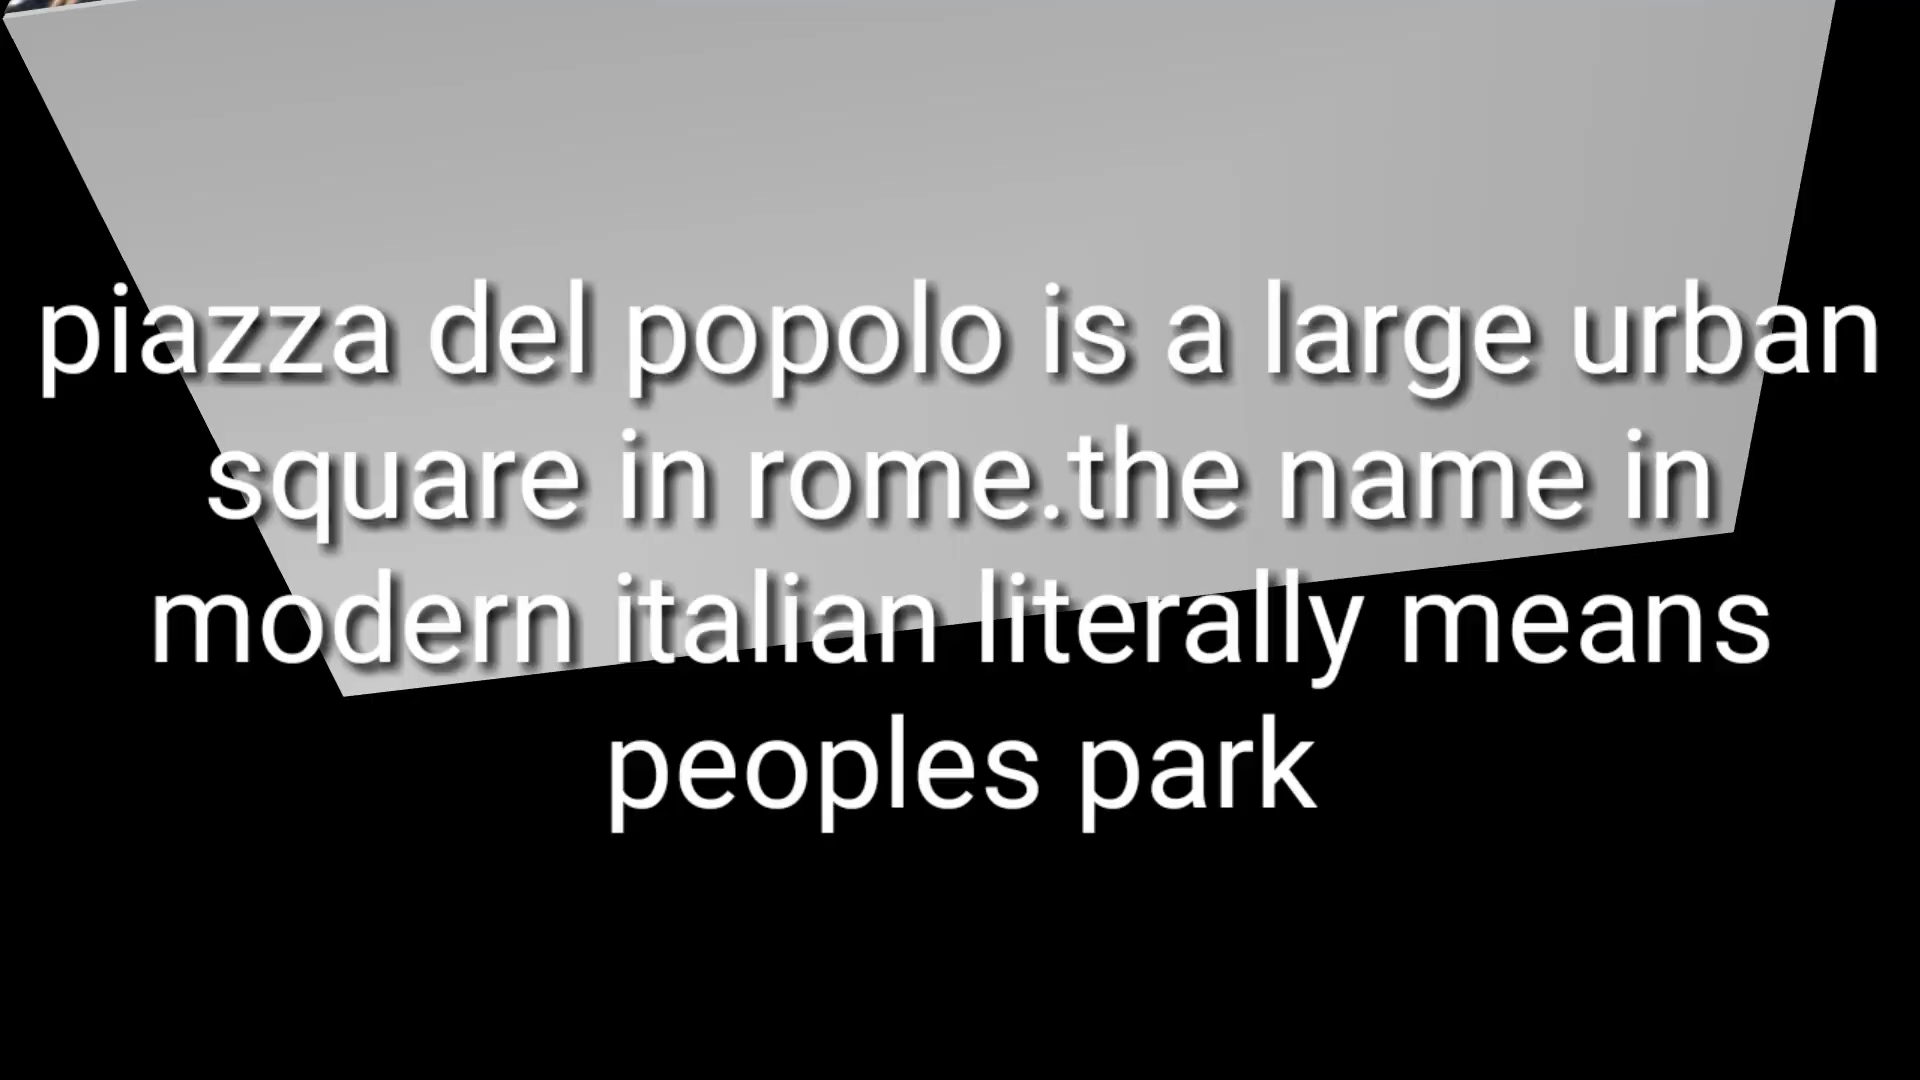 piazza del popolo is a large urban
square in rome.the name in
modern italian literally means
peoples park